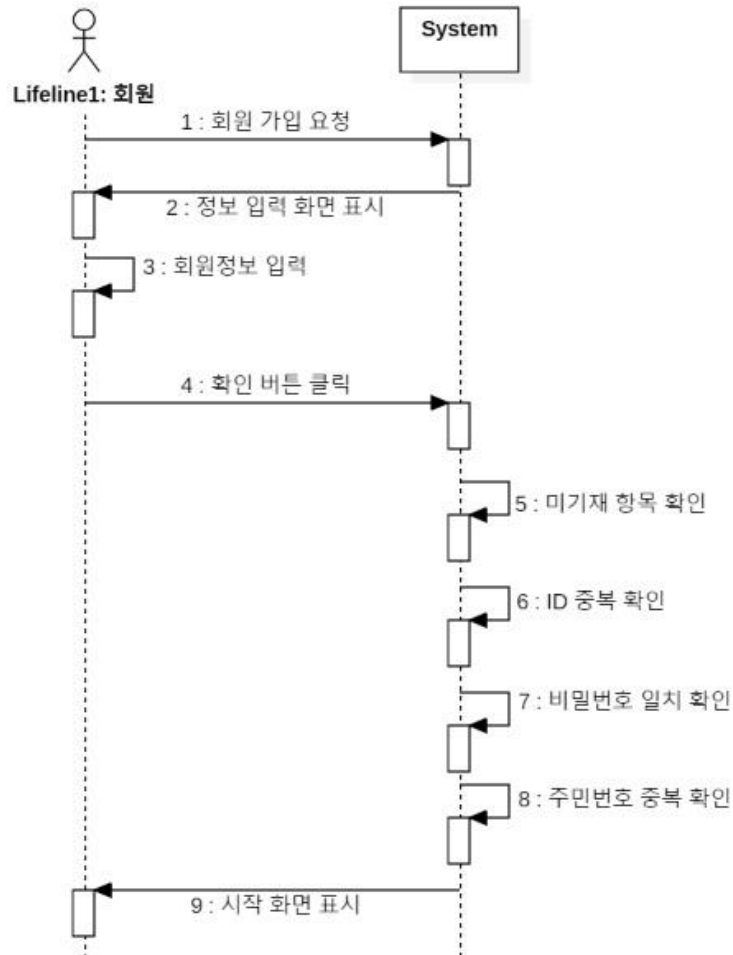 System
Lifeline1: 회원
1 : 회원 가입 요청
2 : 정보 입력 화면 표시
3 : 회원정보 입력
4 : 확인 버튼 클릭
5 : 미기재 항목 확인
6 : ID 중복 확인
7 : 비밀번호 일치 확인
8 : 주민번호 중복 확인
9 : 시작 화면 표시